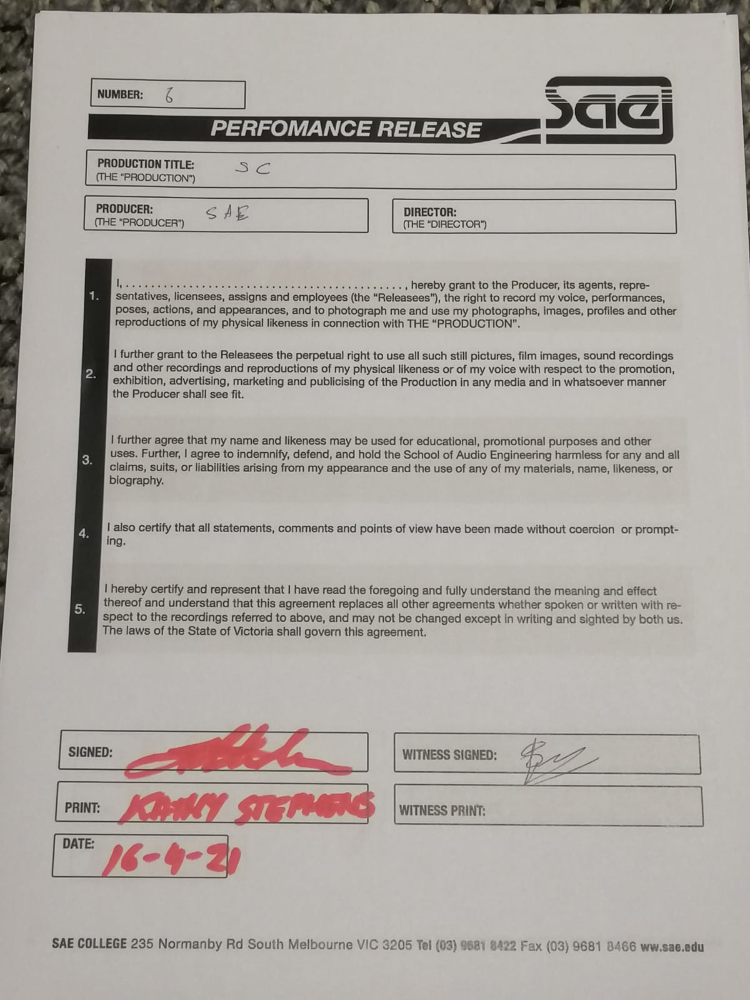 NUMBER: 6
sae
PERFOMANCE RELEASE
PRODUCTION TITLE: SC
(THE "PRODUCTION")
PRODUCER: SAE
(THE "PRODUCER")
DIRECTOR:
(THE "DIRECTOR")
1.
I, . . . . . . . . . . . . . . . . . . . . . . . . . . . . . . . . . . . . . . . . . . , hereby grant to the Producer, its agents, repre-
sentatives, licensees, assigns and employees (the “Releasees”), the right to record my voice, performances,
poses, actions, and appearances, and to photograph me and use my photographs, images, profiles and other
reproductions of my physical likeness in connection with THE “PRODUCTION”.
2.
I further grant to the Releasees the perpetual right to use all such still pictures, film images, sound recordings
and other recordings and reproductions of my physical likeness or of my voice with respect to the promotion,
exhibition, advertising, marketing and publicising of the Production in any media and in whatsoever manner
the Producer shall see fit.
3.
I further agree that my name and likeness may be used for educational, promotional purposes and other
uses. Further, I agree to indemnify, defend, and hold the School of Audio Engineering harmless for any and all
claims, suits, or liabilities arising from my appearance and the use of any of my materials, name, likeness, or
biography.
4.
I also certify that all statements, comments and points of view have been made without coercion or prompt-
ing.
5.
I hereby certify and represent that I have read the foregoing and fully understand the meaning and effect
thereof and understand that this agreement replaces all other agreements whether spoken or written with re-
spect to the recordings referred to above, and may not be changed except in writing and sighted by both us.
The laws of the State of Victoria shall govern this agreement.
SIGNED:
WITNESS SIGNED:
PRINT: KATHY STEPHENS
WITNESS PRINT:
DATE: 16-4-21
SAE COLLEGE 235 Normanby Rd South Melbourne VIC 3205 Tel (03) 9681 8422 Fax (03) 9681 8466 ww.sae.edu